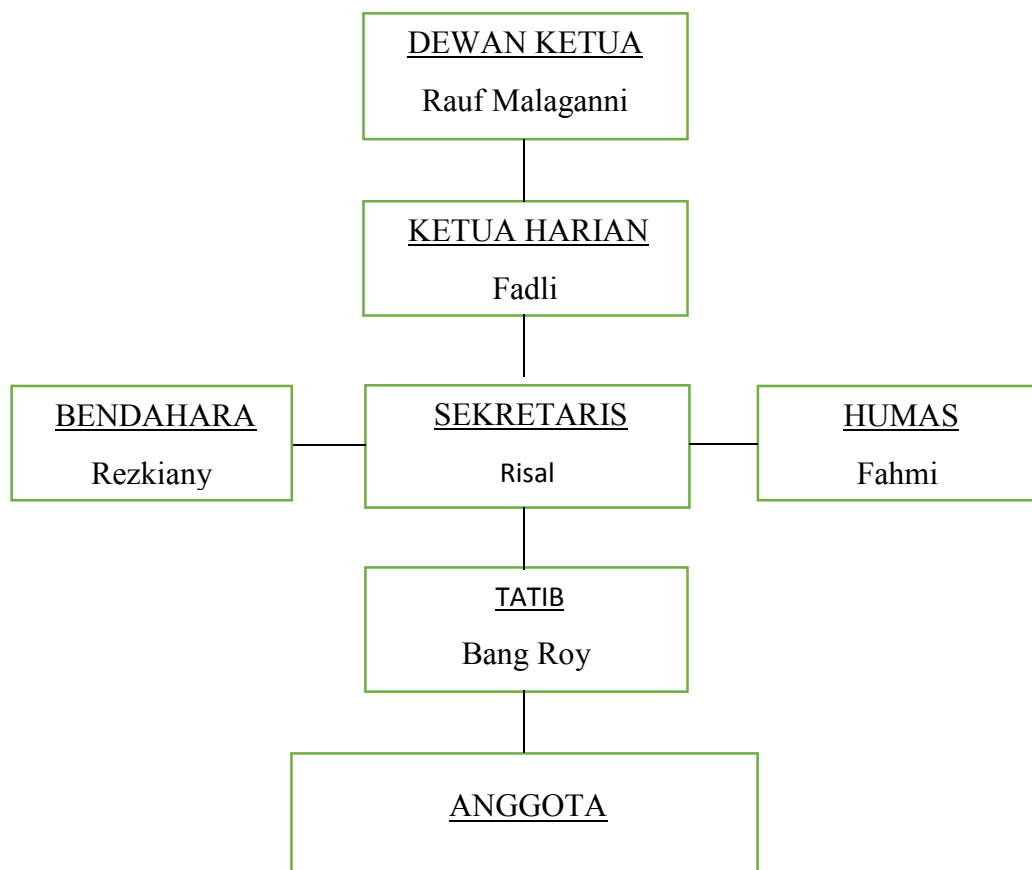 DEWAN KETUA
Rauf Malaganni
KETUA HARIAN
Fadli
BENDAHARA
Rezkiany
SEKRETARIS
Risal
HUMAS
Fahmi
TATIB
Bang Roy
ANGGOTA